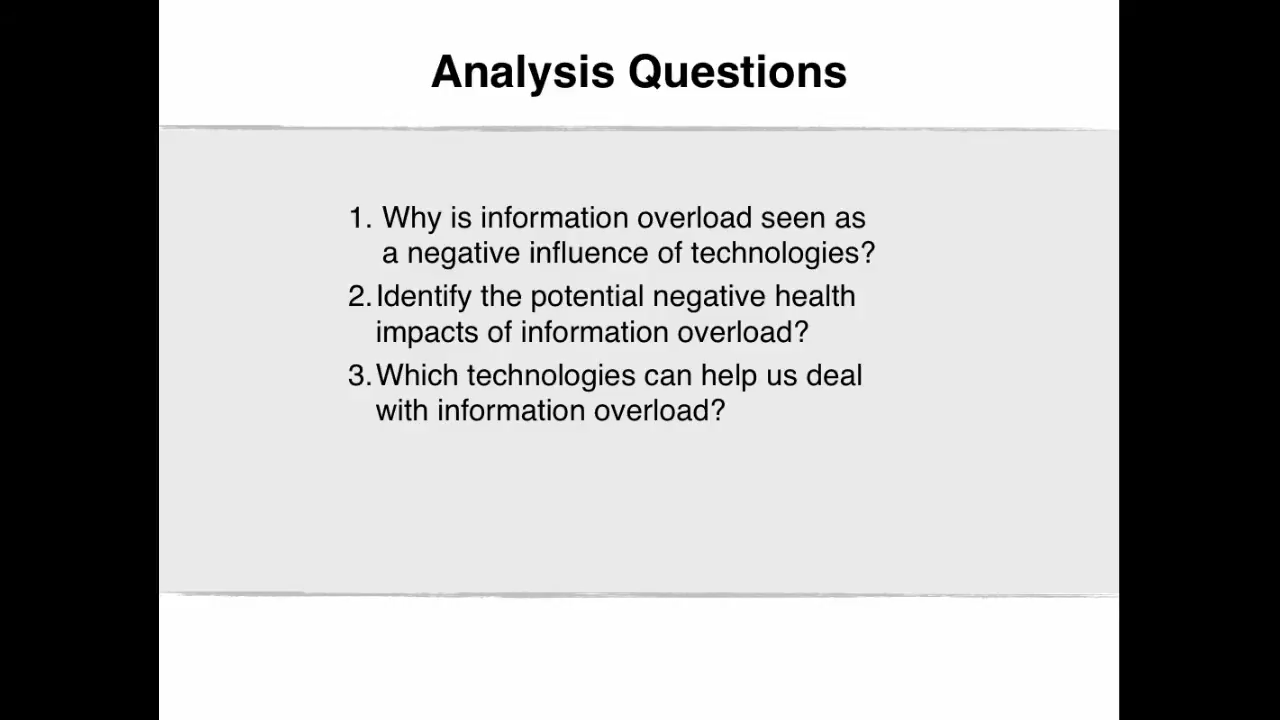 Analysis Questions
1. Why is information overload seen as
a negative influence of technologies?
2. Identify the potential negative health
impacts of information overload?
3. Which technologies can help us deal
with information overload?